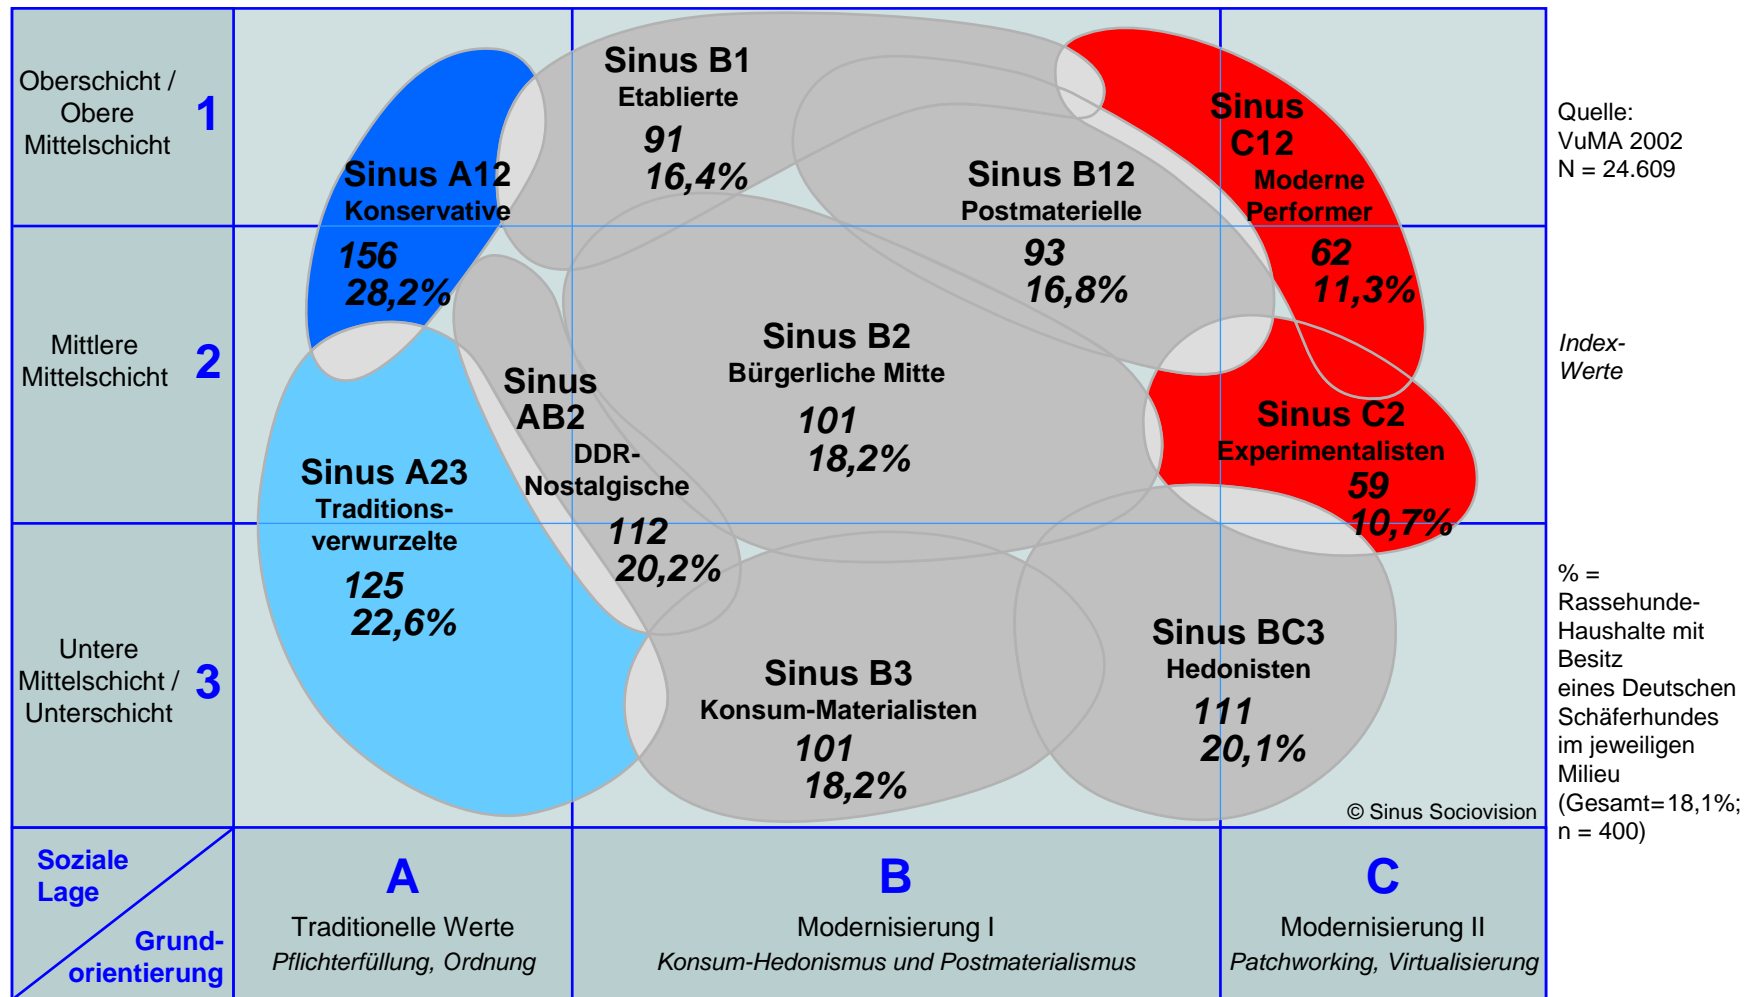 Oberschicht /
Obere
Mittelschicht
1
Sinus B1
Etablierte
91
16,4%
Sinus A12
Konservative
156
28,2%
Sinus B12
Postmaterielle
93
16,8%
Sinus
C12
Moderne
Performer
62
11,3%
Quelle:
VuMA 2002
N = 24.609
Mittlere
Mittelschicht
2
Sinus
AB2
DDR-
Nostalgische
112
20,2%
Sinus B2
Bürgerliche Mitte
101
18,2%
Sinus C2
Experimentalisten
59
10,7%
Index-
Werte
Sinus A23
Traditions-
verwurzelte
125
22,6%
Untere
Mittelschicht /
Unterschicht
3
Sinus B3
Konsum-Materialisten
101
18,2%
Sinus BC3
Hedonisten
111
20,1%
% =
Rassehunde-
Haushalte mit
Besitz
eines Deutschen
Schäferhundes
im jeweiligen
Milieu
(Gesamt=18,1%;
n = 400)
© Sinus Sociovision
Soziale
Lage
Grund-
orientierung
A
Traditionelle Werte
Pflichterfüllung, Ordnung
B
Modernisierung I
Konsum-Hedonismus und Postmaterialismus
C
Modernisierung II
Patchworking, Virtualisierung